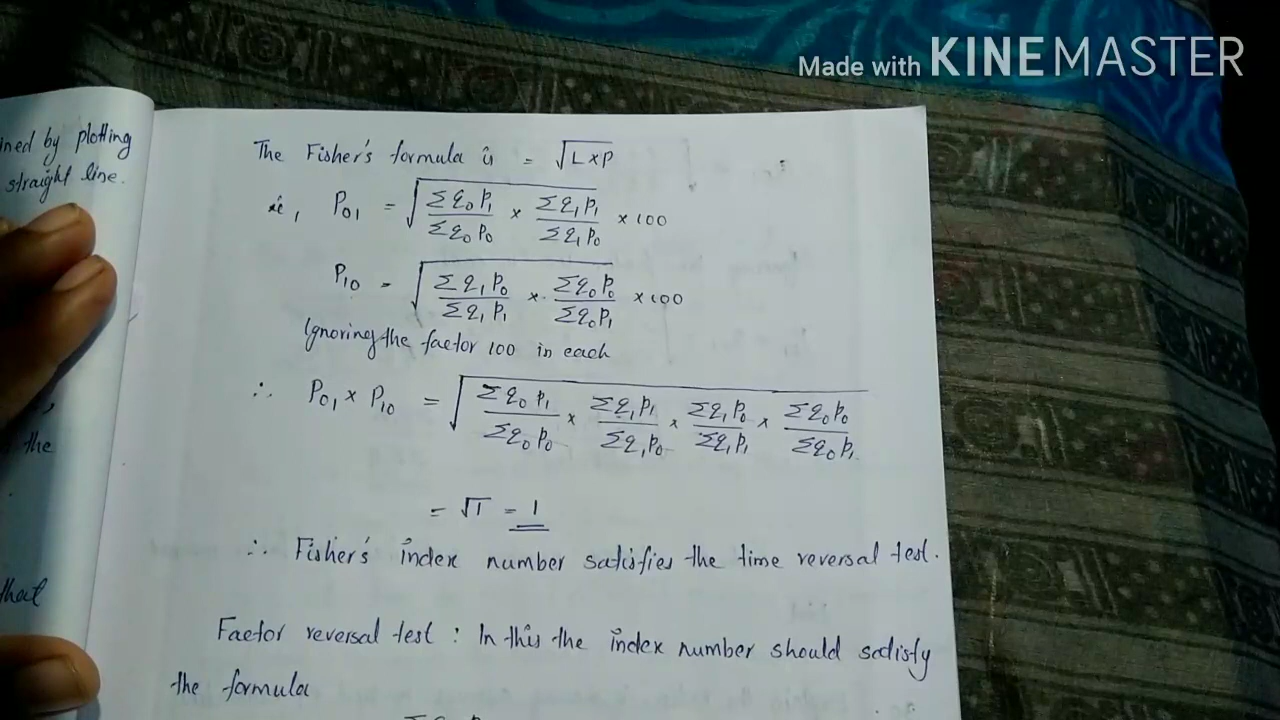 Made with KINEMASTER
ined by plotting
straight line.
the
that
The Fisher's formula is = √L×P
ie, P₀₁ = √(Σq₀p₁/Σq₀p₀ × Σq₁p₁/Σq₁p₀) × 100
P₁₀ = √(Σq₁p₀/Σq₁p₁ × Σq₀p₀/Σq₀p₁) × 100
Ignoring the factor 100 in each
∴ P₀₁ × P₁₀ = √(Σq₀p₁/Σq₀p₀ × Σq₁p₁/Σq₁p₀ × Σq₁p₀/Σq₁p₁ × Σq₀p₀/Σq₀p₁)
= √1 = 1
∴ Fisher's index number satisfies the time reversal test.
Factor reversal test : In this the index number should satisfy
the formula